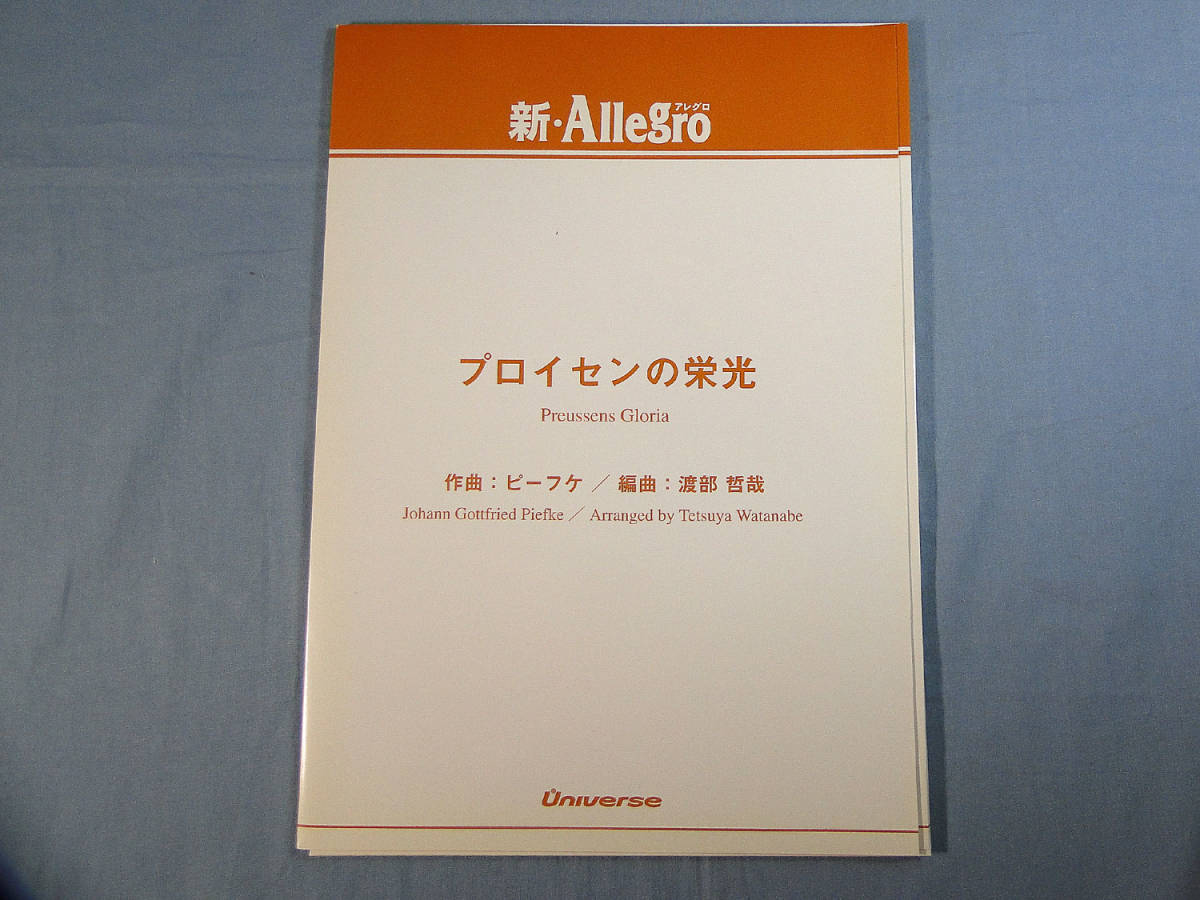 アレグロ
新・Allegro
プロイセンの栄光
Preussens Gloria
作曲：ピーフケ ／ 編曲：渡部 哲哉
Johann Gottfried Piefke ／ Arranged by Tetsuya Watanabe
Universe